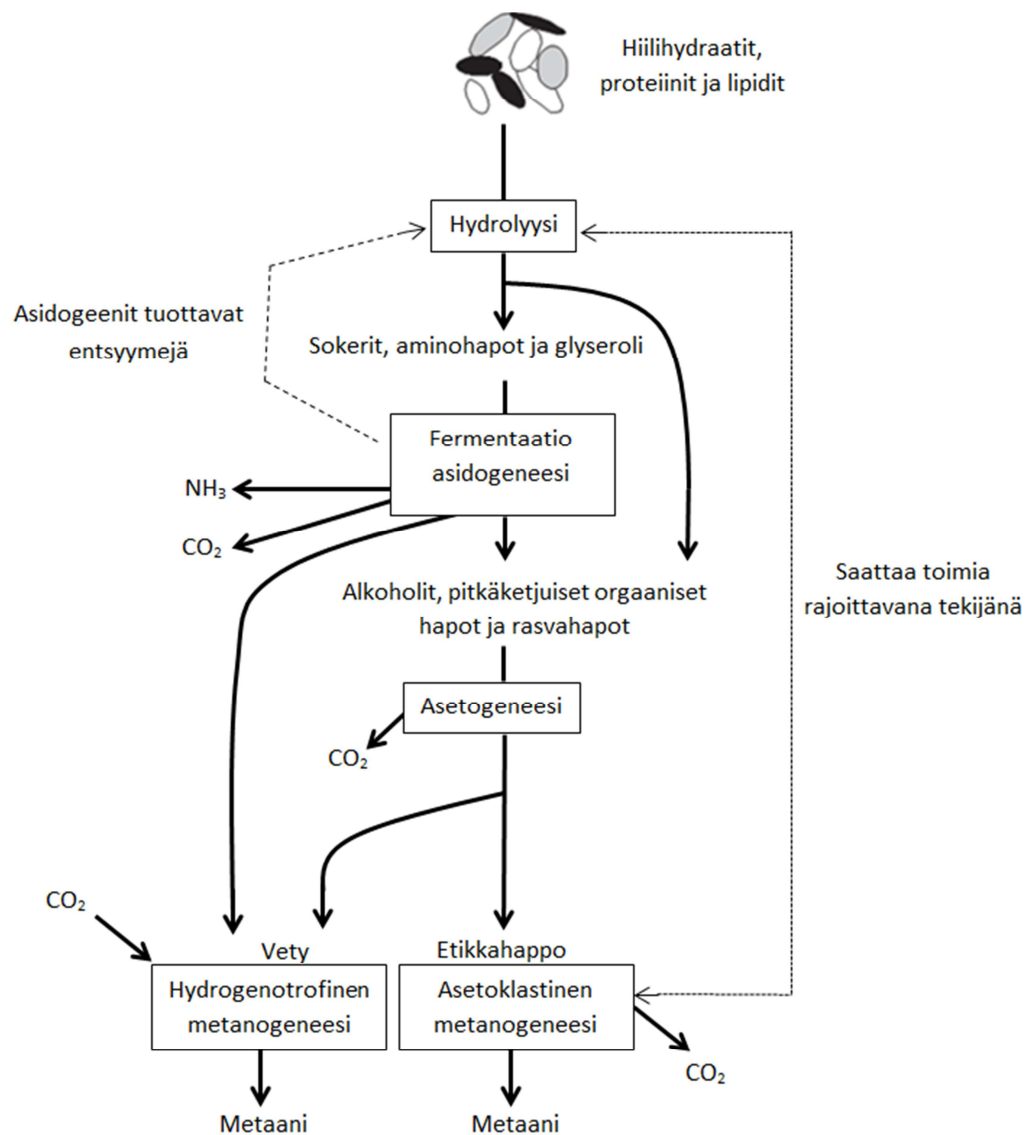 Hiilihydraatit,
proteiinit ja lipidit
Hydrolyysi
Asidogeenit tuottavat
entsyymejä
Sokerit, aminohapot ja glyseroli
Fermentaatio
asidogeneesi
NH₃
CO₂
Alkoholit, pitkäketjuiset orgaaniset
hapot ja rasvahapot
Saattaa toimia
rajoittavana tekijänä
Asetogeneesi
CO₂
CO₂
Vety
Etikkahappo
Hydrogenotrofinen
metanogeneesi
Asetoklastinen
metanogeneesi
CO₂
Metaani
Metaani